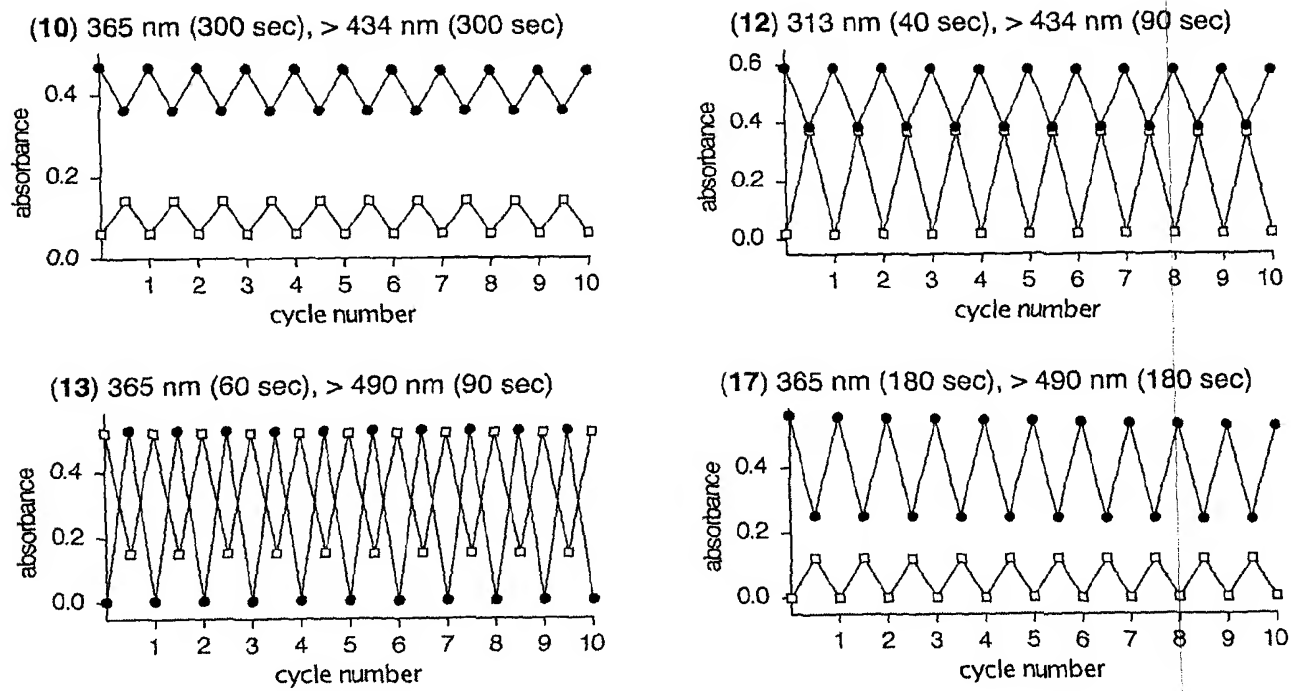 (10) 365 nm (300 sec), > 434 nm (300 sec)
absorbance
0.4
0.2
0.0
1 2 3 4 5 6 7 8 9 10
cycle number
(12) 313 nm (40 sec), > 434 nm (90 sec)
absorbance
0.6
0.4
0.2
0.0
1 2 3 4 5 6 7 8 9 10
cycle number
(13) 365 nm (60 sec), > 490 nm (90 sec)
absorbance
0.4
0.2
0.0
1 2 3 4 5 6 7 8 9 10
cycle number
(17) 365 nm (180 sec), > 490 nm (180 sec)
absorbance
0.4
0.2
0.0
1 2 3 4 5 6 7 8 9 10
cycle number